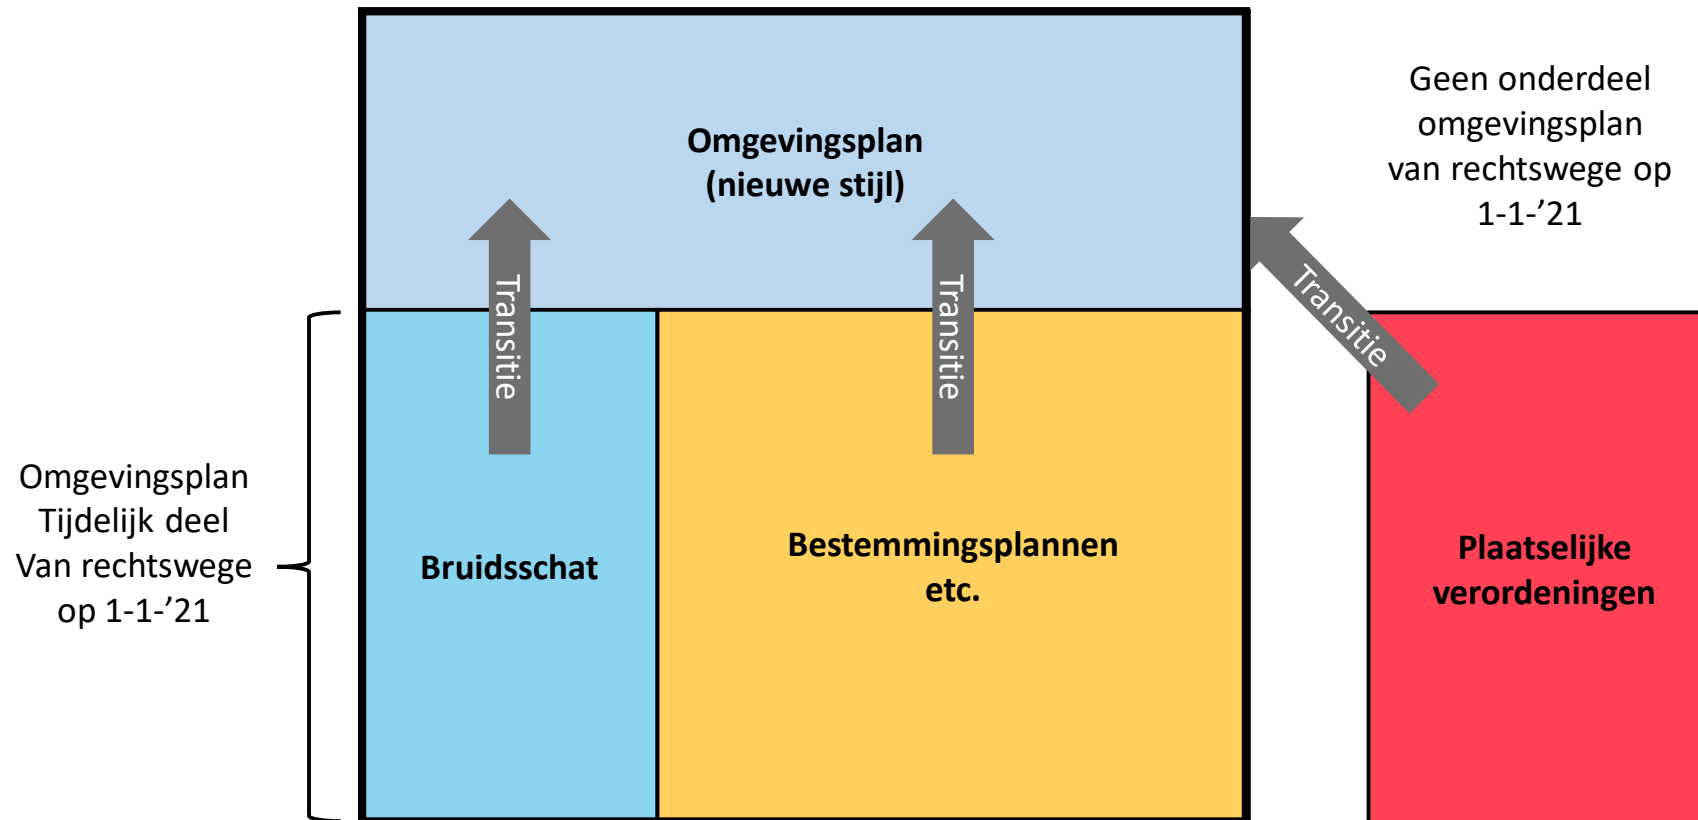 Omgevingsplan
(nieuwe stijl)
Geen onderdeel
omgevingsplan
van rechtswege op
1-1-’21
Transitie
Transitie
Transitie
Omgevingsplan
Tijdelijk deel
Van rechtswege
op 1-1-’21
Bruidsschat
Bestemmingsplannen
etc.
Plaatselijke
verordeningen